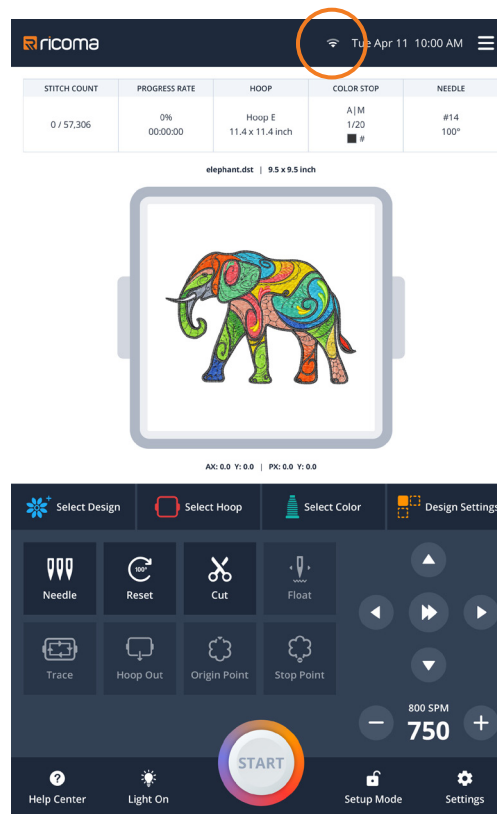 ricoma
Tue Apr 11 10:00 AM
STITCH COUNT PROGRESS RATE HOOP COLOR STOP NEEDLE
0 / 57,306
0%
00:00:00
Hoop E
11.4 x 11.4 inch
A|M
1/20
#
#14
100°
elephant.dst | 9.5 x 9.5 inch
AX: 0.0 Y: 0.0 | PX: 0.0 Y: 0.0
Select Design Select Hoop Select Color Design Settings
100°
Needle Reset Cut Float
Trace Hoop Out Origin Point Stop Point
800 SPM
750
START
Help Center Light On Setup Mode Settings